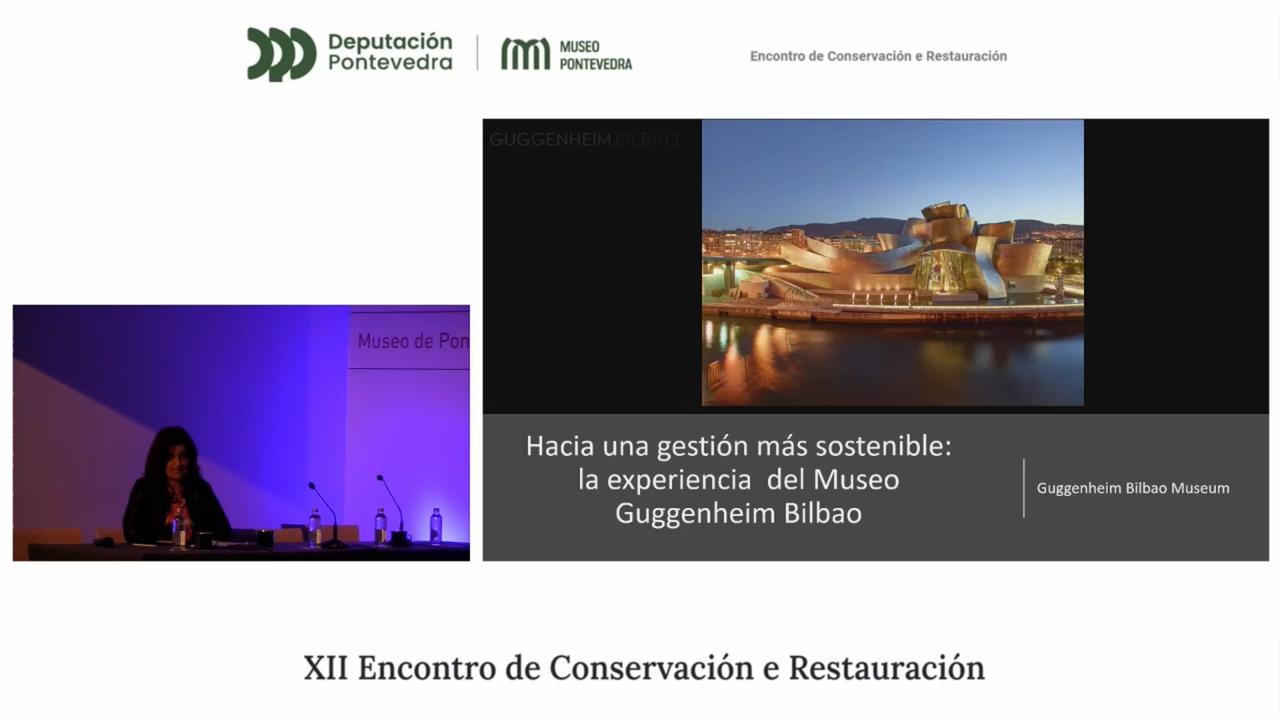 Deputación
Pontevedra
MUSEO
PONTEVEDRA
Encontro de Conservación e Restauración
GUGGENHEIM BILBAO
Museo de Pon
Hacia una gestión más sostenible:
la experiencia del Museo
Guggenheim Bilbao
Guggenheim Bilbao Museum
XII Encontro de Conservación e Restauración